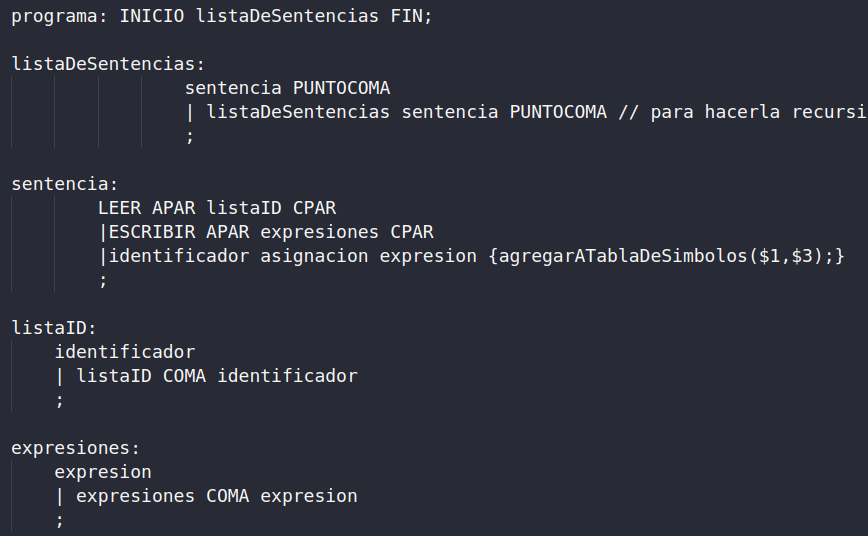 programa: INICIO listaDeSentencias FIN;
listaDeSentencias:
sentencia PUNTOCOMA
| listaDeSentencias sentencia PUNTOCOMA // para hacerla recursi
;
sentencia:
LEER APAR listaID CPAR
|ESCRIBIR APAR expresiones CPAR
|identificador asignacion expresion {agregarATablaDeSimbolos($1,$3);}
;
listaID:
identificador
| listaID COMA identificador
;
expresiones:
expresion
| expresiones COMA expresion
;